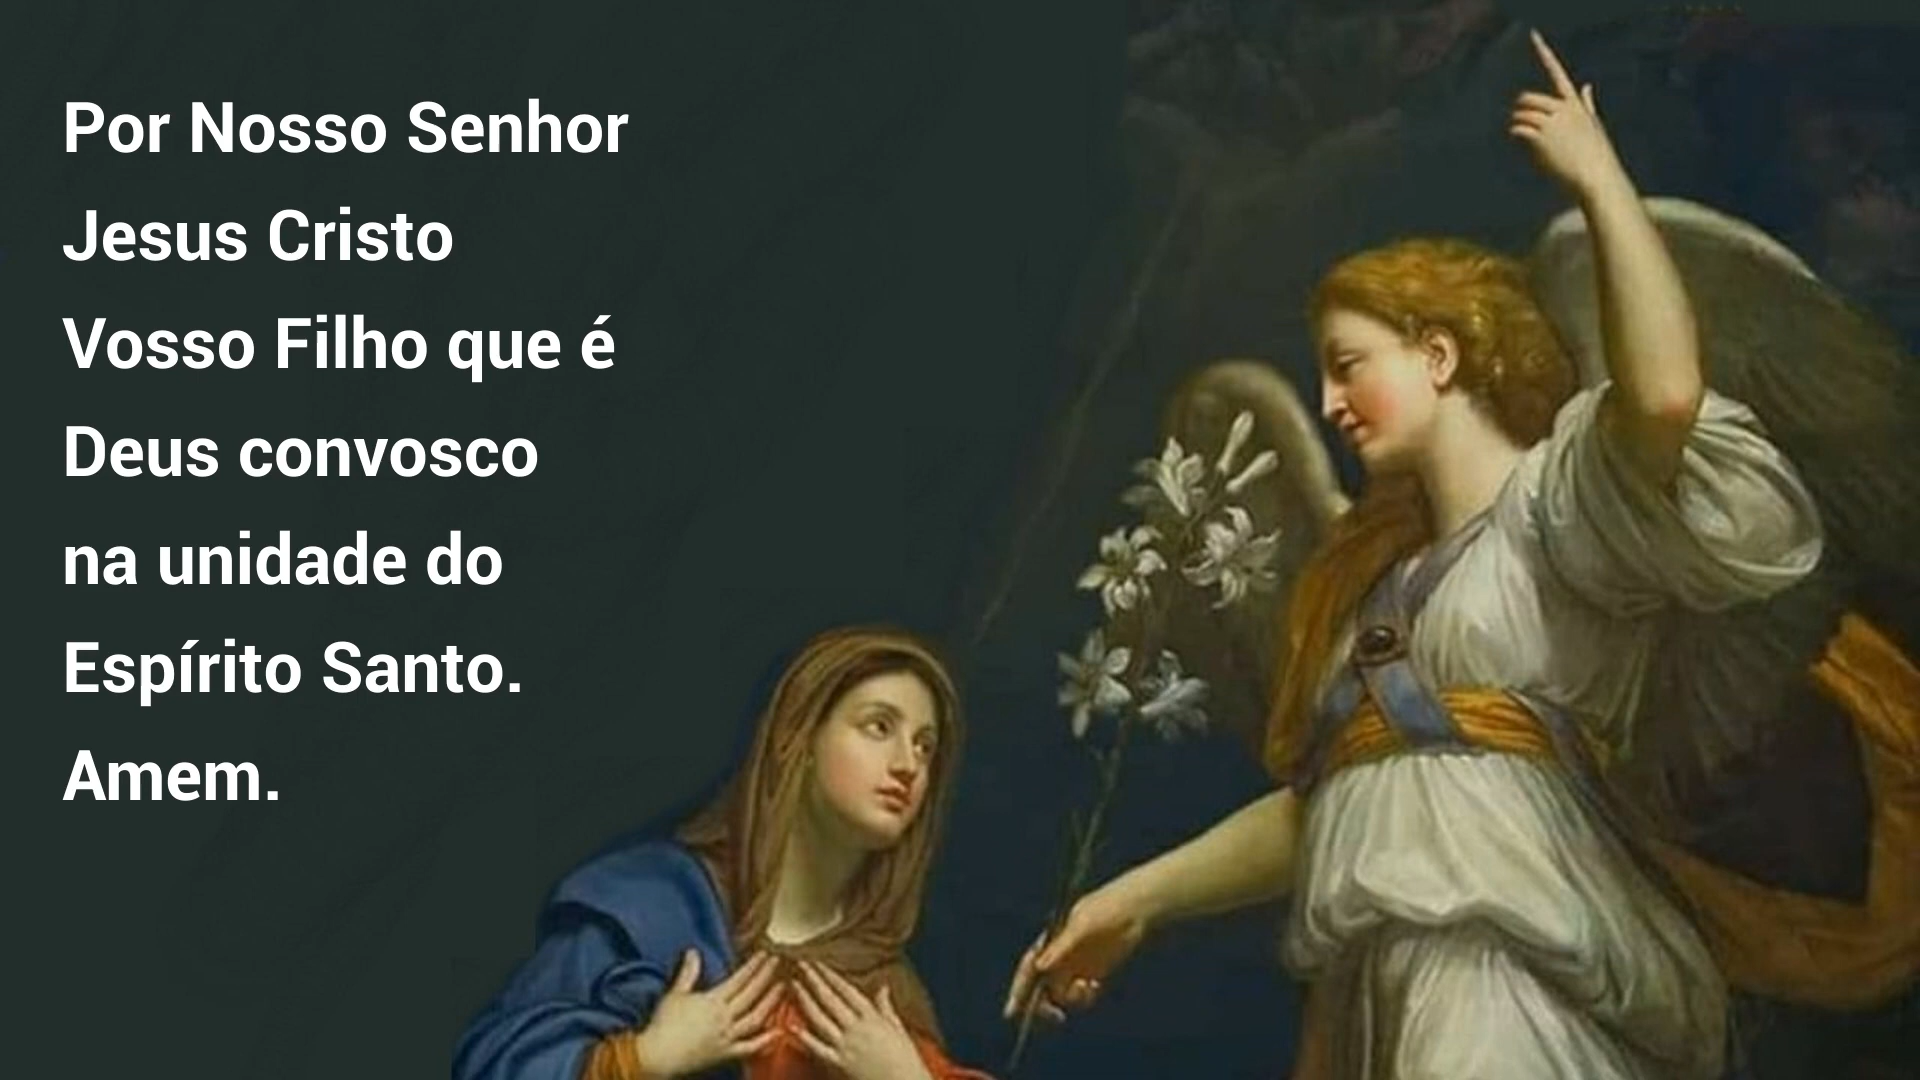 Por Nosso Senhor
Jesus Cristo
Vosso Filho que é
Deus convosco
na unidade do
Espírito Santo.
Amem.